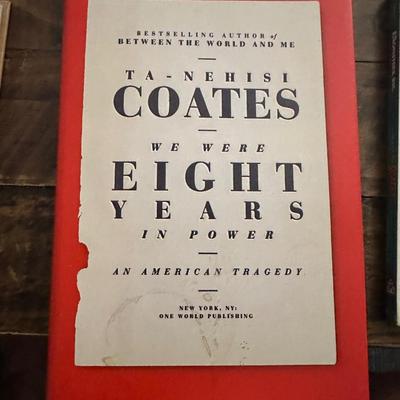 BESTSELLING AUTHOR of
BETWEEN THE WORLD AND ME
TA-NEHISI
COATES
WE WERE
EIGHT
YEARS
IN POWER
AN AMERICAN TRAGEDY
NEW YORK, NY:
ONE WORLD PUBLISHING